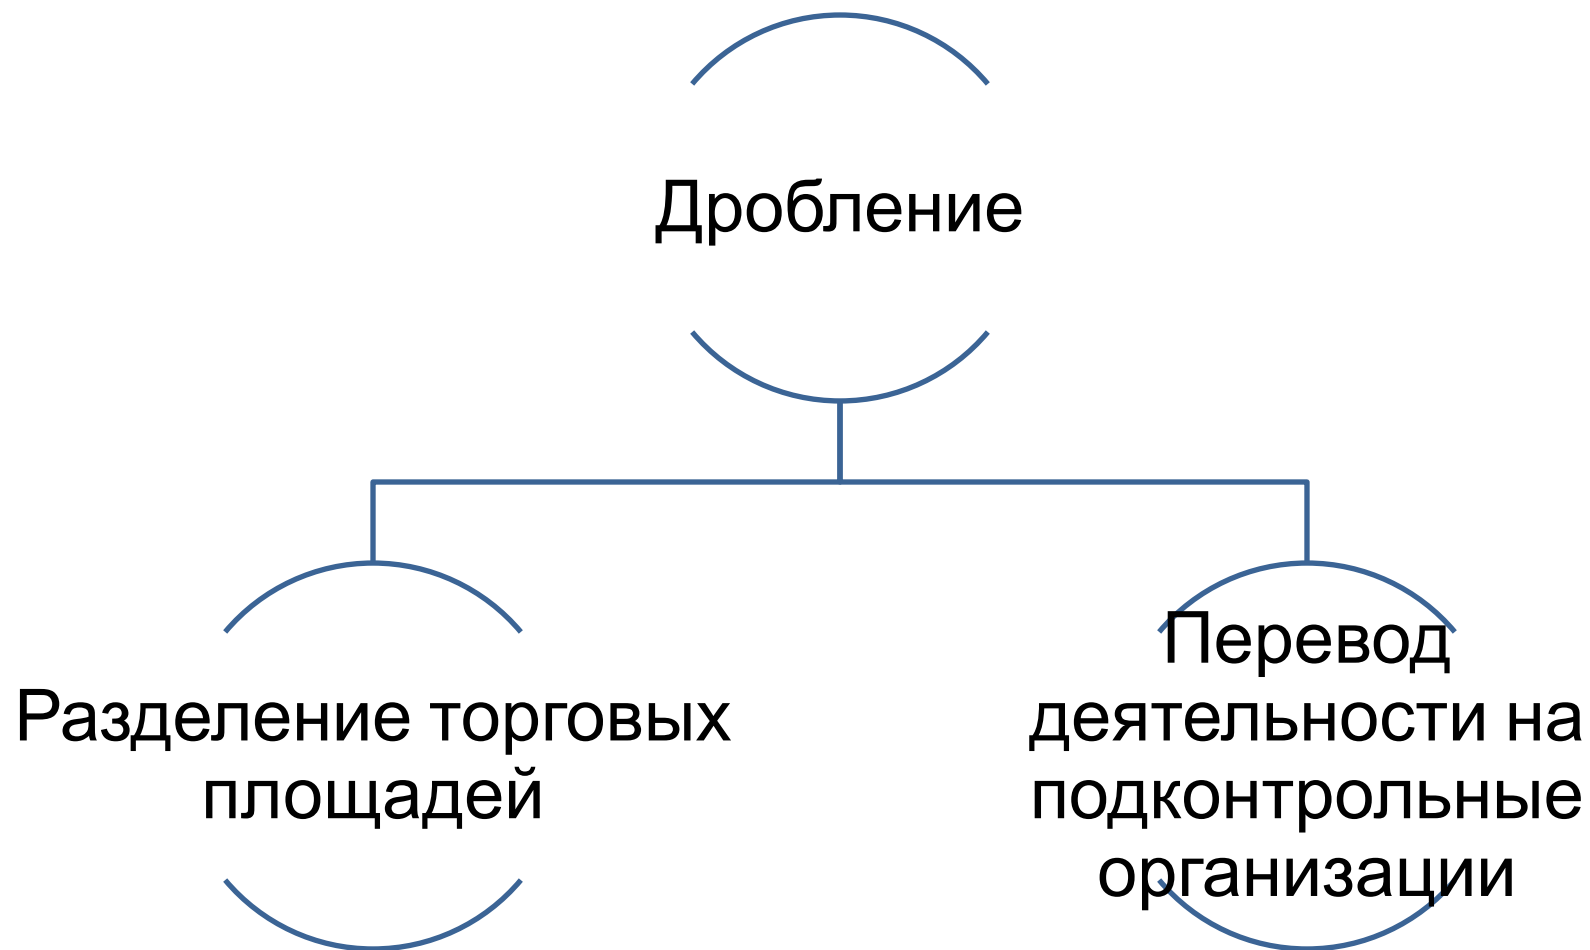 Дробление
Разделение торговых
площадей
Перевод
деятельности на
подконтрольные
организации